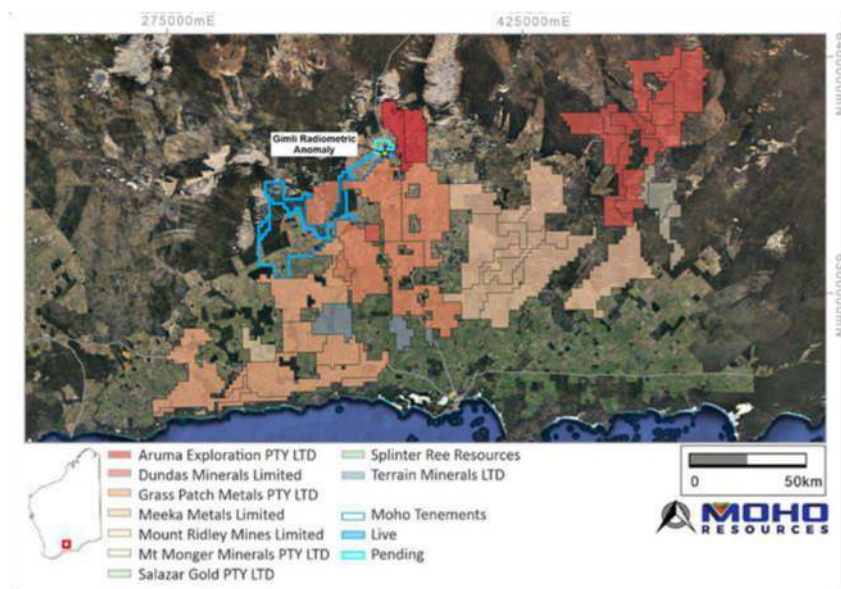 275000mE 425000mE
6400000mN
Gimli Radiometric
Anomaly
6300000mN
Aruma Exploration PTY LTD
Dundas Minerals Limited
Grass Patch Metals PTY LTD
Meeka Metals Limited
Mount Ridley Mines Limited
Mt Monger Minerals PTY LTD
Salazar Gold PTY LTD
Splinter Ree Resources
Terrain Minerals LTD
Moho Tenements
Live
Pending
0 50km
MOHO
RESOURCES